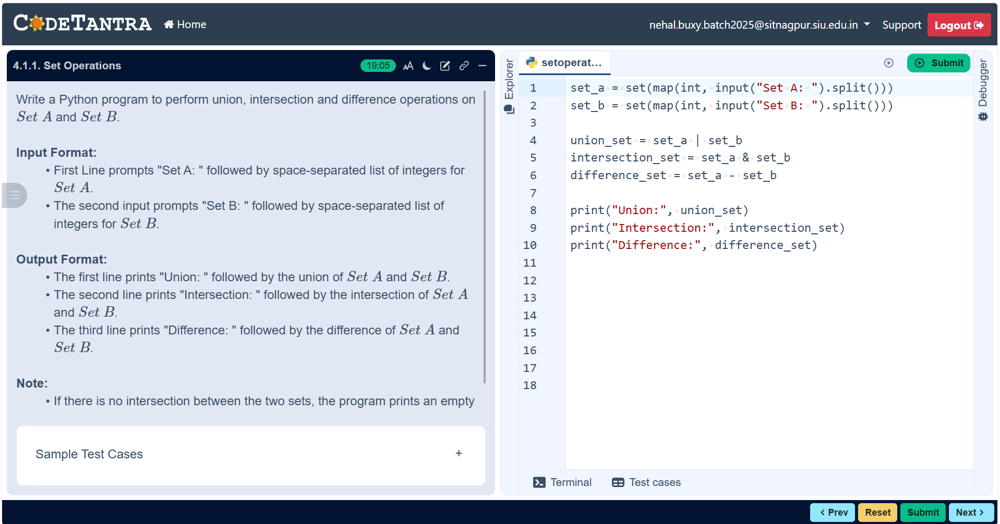 CODETANTRA Home nehal.buxy.batch2025@sitnagpur.siu.edu.in Support Logout
4.1.1. Set Operations 19:05
Write a Python program to perform union, intersection and difference operations on
Set A and Set B.
Input Format:
• First Line prompts "Set A: " followed by space-separated list of integers for
Set A.
• The second input prompts "Set B: " followed by space-separated list of
integers for Set B.
Output Format:
• The first line prints "Union: " followed by the union of Set A and Set B.
• The second line prints "Intersection: " followed by the intersection of Set A
and Set B.
• The third line prints "Difference: " followed by the difference of Set A and
Set B.
Note:
• If there is no intersection between the two sets, the program prints an empty
Sample Test Cases +
Explorer
setoperat...
Submit
Debugger
1 set_a = set(map(int, input("Set A: ").split()))
2 set_b = set(map(int, input("Set B: ").split()))
3
4 union_set = set_a | set_b
5 intersection_set = set_a & set_b
6 difference_set = set_a - set_b
7
8 print("Union:", union_set)
9 print("Intersection:", intersection_set)
10 print("Difference:", difference_set)
11
12
13
14
15
16
17
18
Terminal Test cases
< Prev Reset Submit Next >